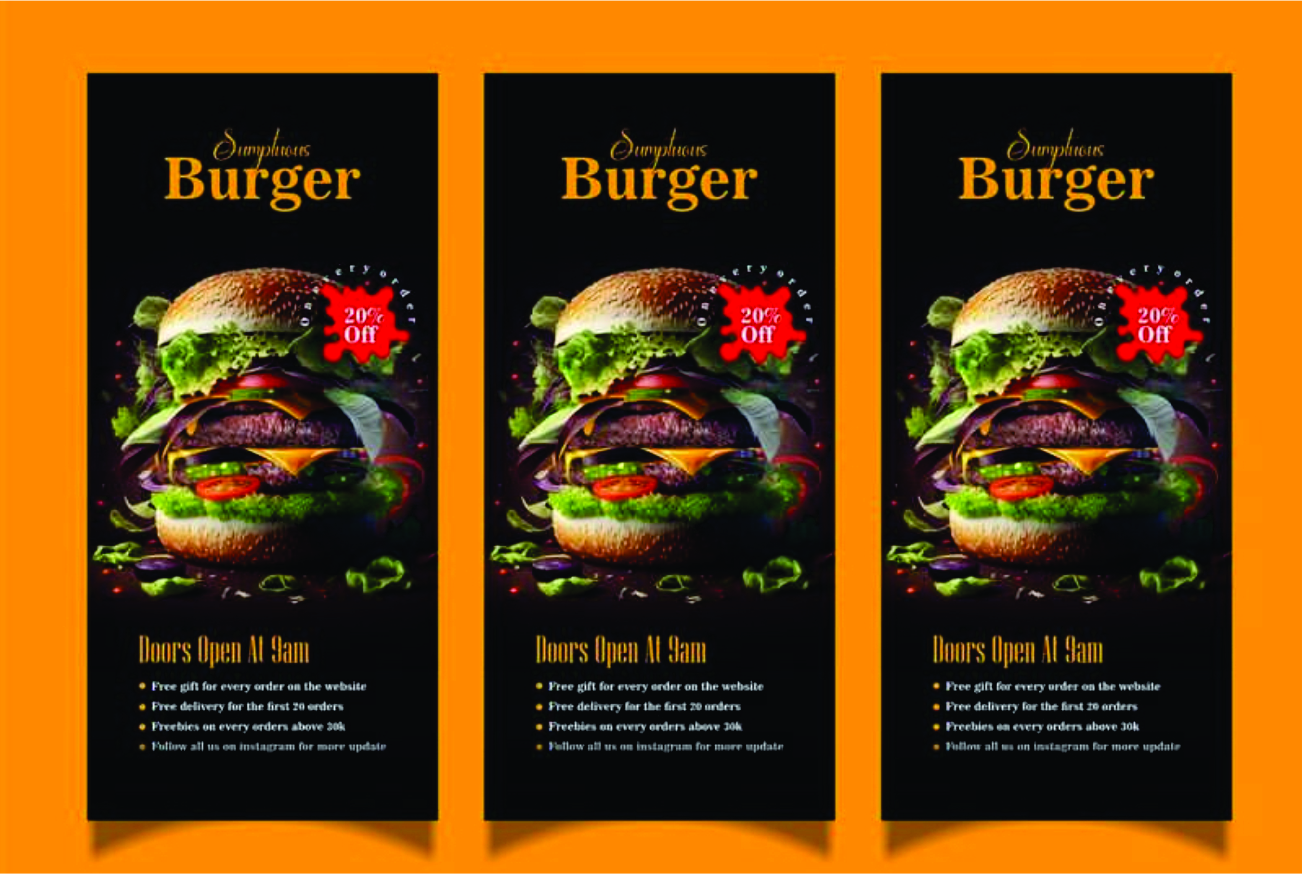 Sumptuous
Burger
On every order
20%
Off
Doors Open At 9am
Free gift for every order on the website
Free delivery for the first 20 orders
Freebies on every orders above 30k
Follow all us on instagram for more update
Sumptuous
Burger
On every order
20%
Off
Doors Open At 9am
Free gift for every order on the website
Free delivery for the first 20 orders
Freebies on every orders above 30k
Follow all us on instagram for more update
Sumptuous
Burger
On every order
20%
Off
Doors Open At 9am
Free gift for every order on the website
Free delivery for the first 20 orders
Freebies on every orders above 30k
Follow all us on instagram for more update